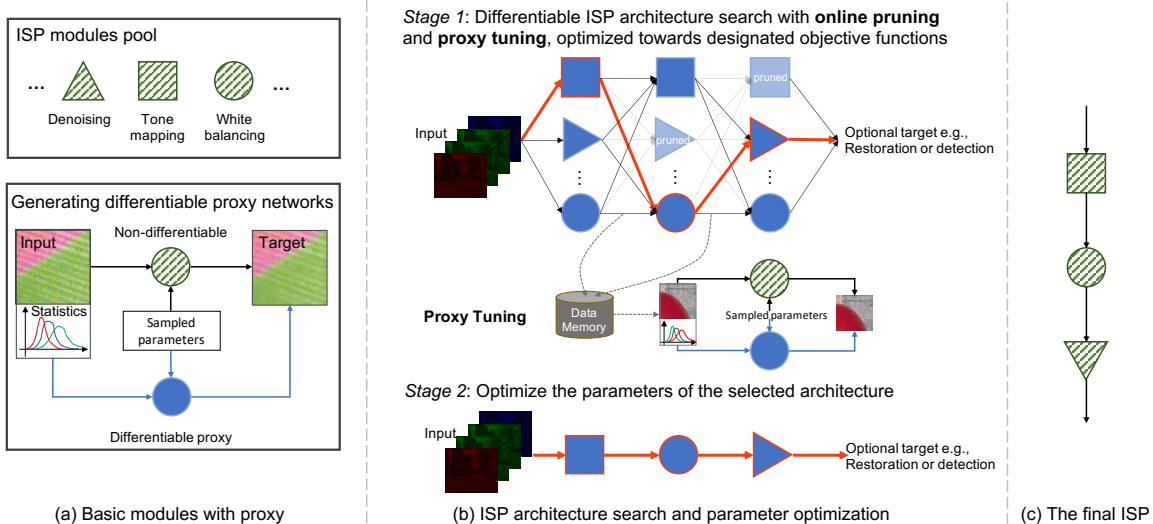 ISP modules pool
...
...
Denoising
Tone
mapping
White
balancing
Generating differentiable proxy networks
Non-differentiable
Input
Target
Statistics
Sampled
parameters
Differentiable proxy
(a) Basic modules with proxy
Stage 1: Differentiable ISP architecture search with online pruning
and proxy tuning, optimized towards designated objective functions
pruned
Input
pruned
Optional target e.g.,
Restoration or detection
...
...
...
Data
Memory
Proxy Tuning
Sampled parameters
Stage 2: Optimize the parameters of the selected architecture
Input
Optional target e.g.,
Restoration or detection
(b) ISP architecture search and parameter optimization
(c) The final ISP